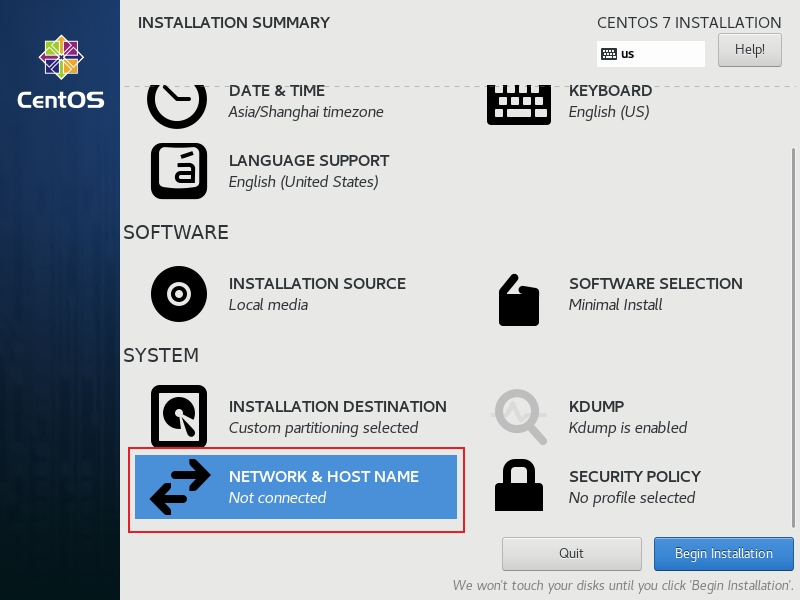 INSTALLATION SUMMARY
CENTOS 7 INSTALLATION
us
Help!
CentOS
DATE & TIME
Asia/Shanghai timezone
KEYBOARD
English (US)
á
LANGUAGE SUPPORT
English (United States)
SOFTWARE
INSTALLATION SOURCE
Local media
SOFTWARE SELECTION
Minimal Install
SYSTEM
INSTALLATION DESTINATION
Custom partitioning selected
KDUMP
Kdump is enabled
NETWORK & HOST NAME
Not connected
SECURITY POLICY
No profile selected
Quit
Begin Installation
We won't touch your disks until you click 'Begin Installation'.